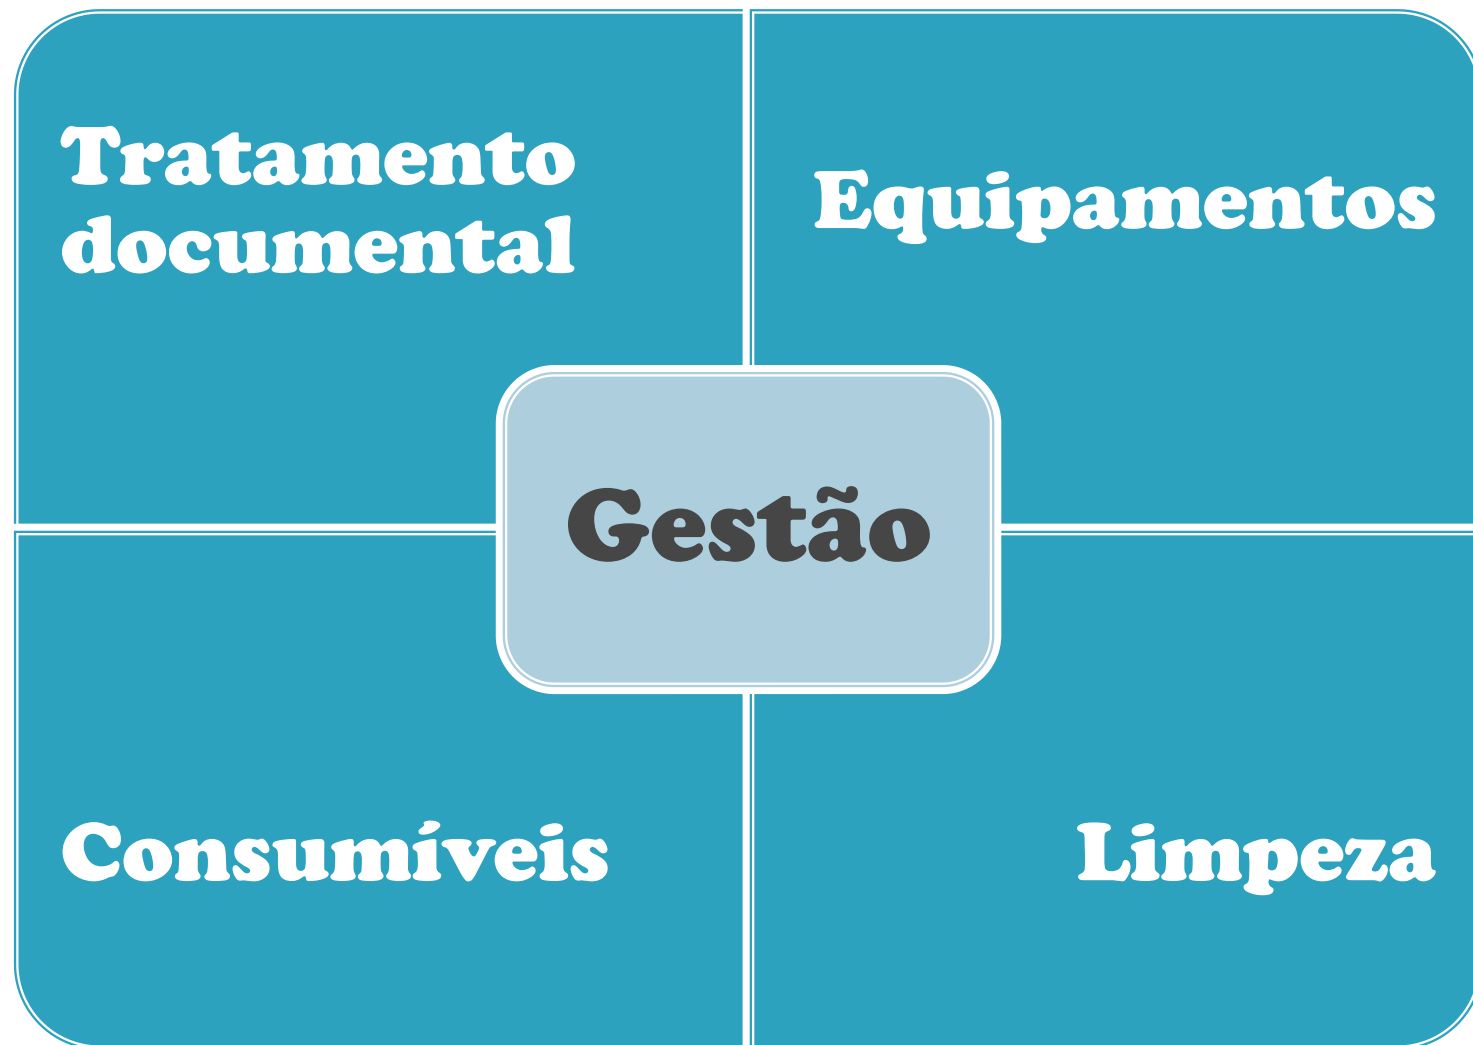 Tratamento
documental
Equipamentos
Gestão
Consumíveis
Limpeza